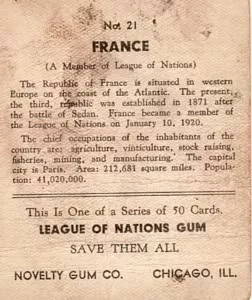 No. 21
FRANCE
(A Member of League of Nations)
The Republic of France is situated in western
Europe on the coast of the Atlantic. The present,
the third, republic was established in 1871 after
the battle of Sedan. France became a member of
the League of Nations on January 10, 1920.
The chief occupations of the inhabitants of the
country are: agriculture, vinticulture, stock raising,
fisheries, mining, and manufacturing. The capital
city is Paris. Area: 212,681 square miles. Popula-
tion: 41,020,000.
This is One of a Series of 50 Cards.
LEAGUE OF NATIONS GUM
SAVE THEM ALL
NOVELTY GUM CO. CHICAGO, ILL.